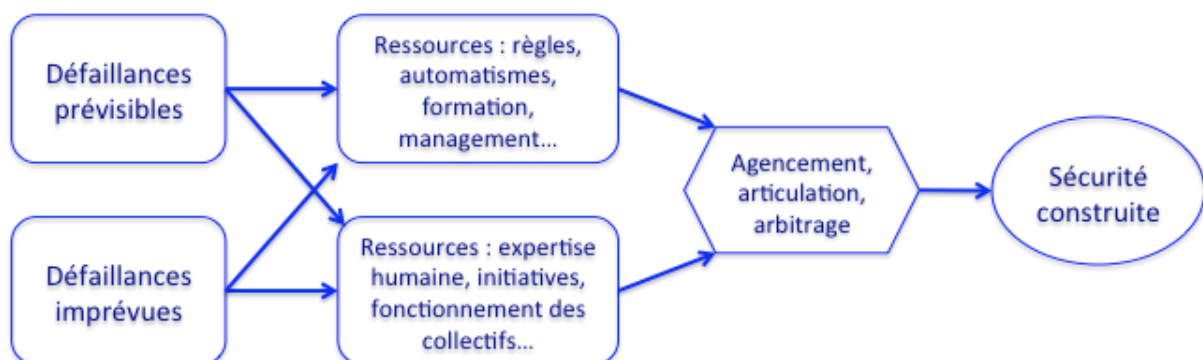 Défaillances
prévisibles
Ressources : règles,
automatismes,
formation,
management…
Défaillances
imprévues
Ressources : expertise
humaine, initiatives,
fonctionnement des
collectifs…
Agencement,
articulation,
arbitrage
Sécurité
construite